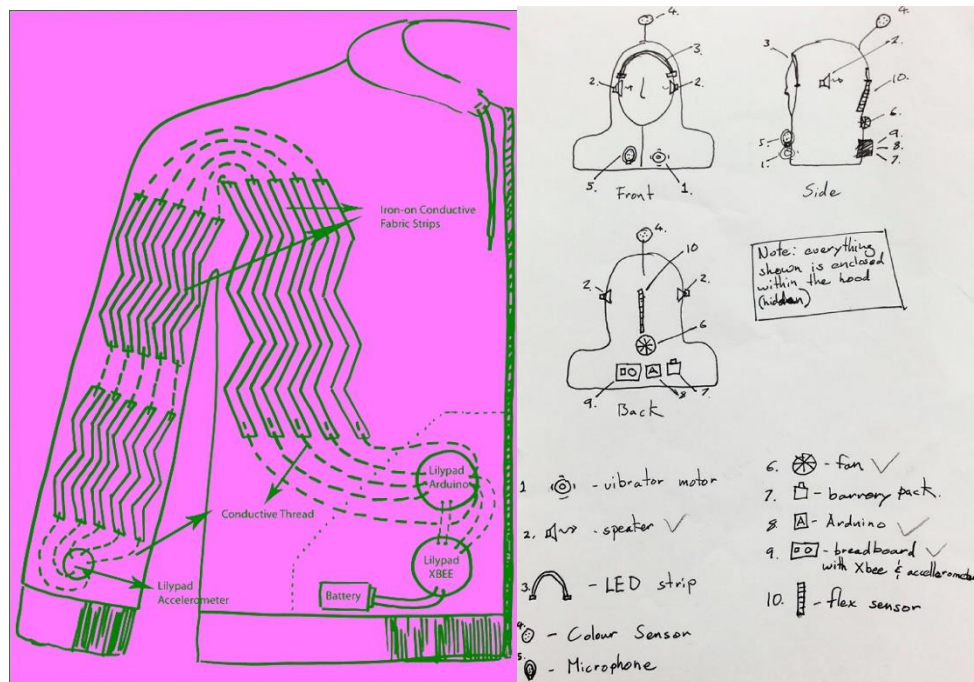 Iron-on Conductive
Fabric Strips
Lilypad
Arduino
Conductive Thread
Lilypad
XBEE
Lilypad
Accelerometer
Battery
4.
3.
2.
2.
5.
1.
Front
4.
3
2.
10.
6.
9.
8.
7.
5.
1.
Side
4.
10
2.
2.
6
9.
8
7.
Back
Note: everything
shown is enclosed
within the hood
(hidden)
1 - vibrator motor
2. - speaker ✓
3. - LED strip
4. - Colour Sensor
5. - Microphone
6. - fan ✓
7. - barrery pack.
8. A - Arduino ✓
9. - breadboard ✓
with Xbee & accellerometer
10. - flex sensor